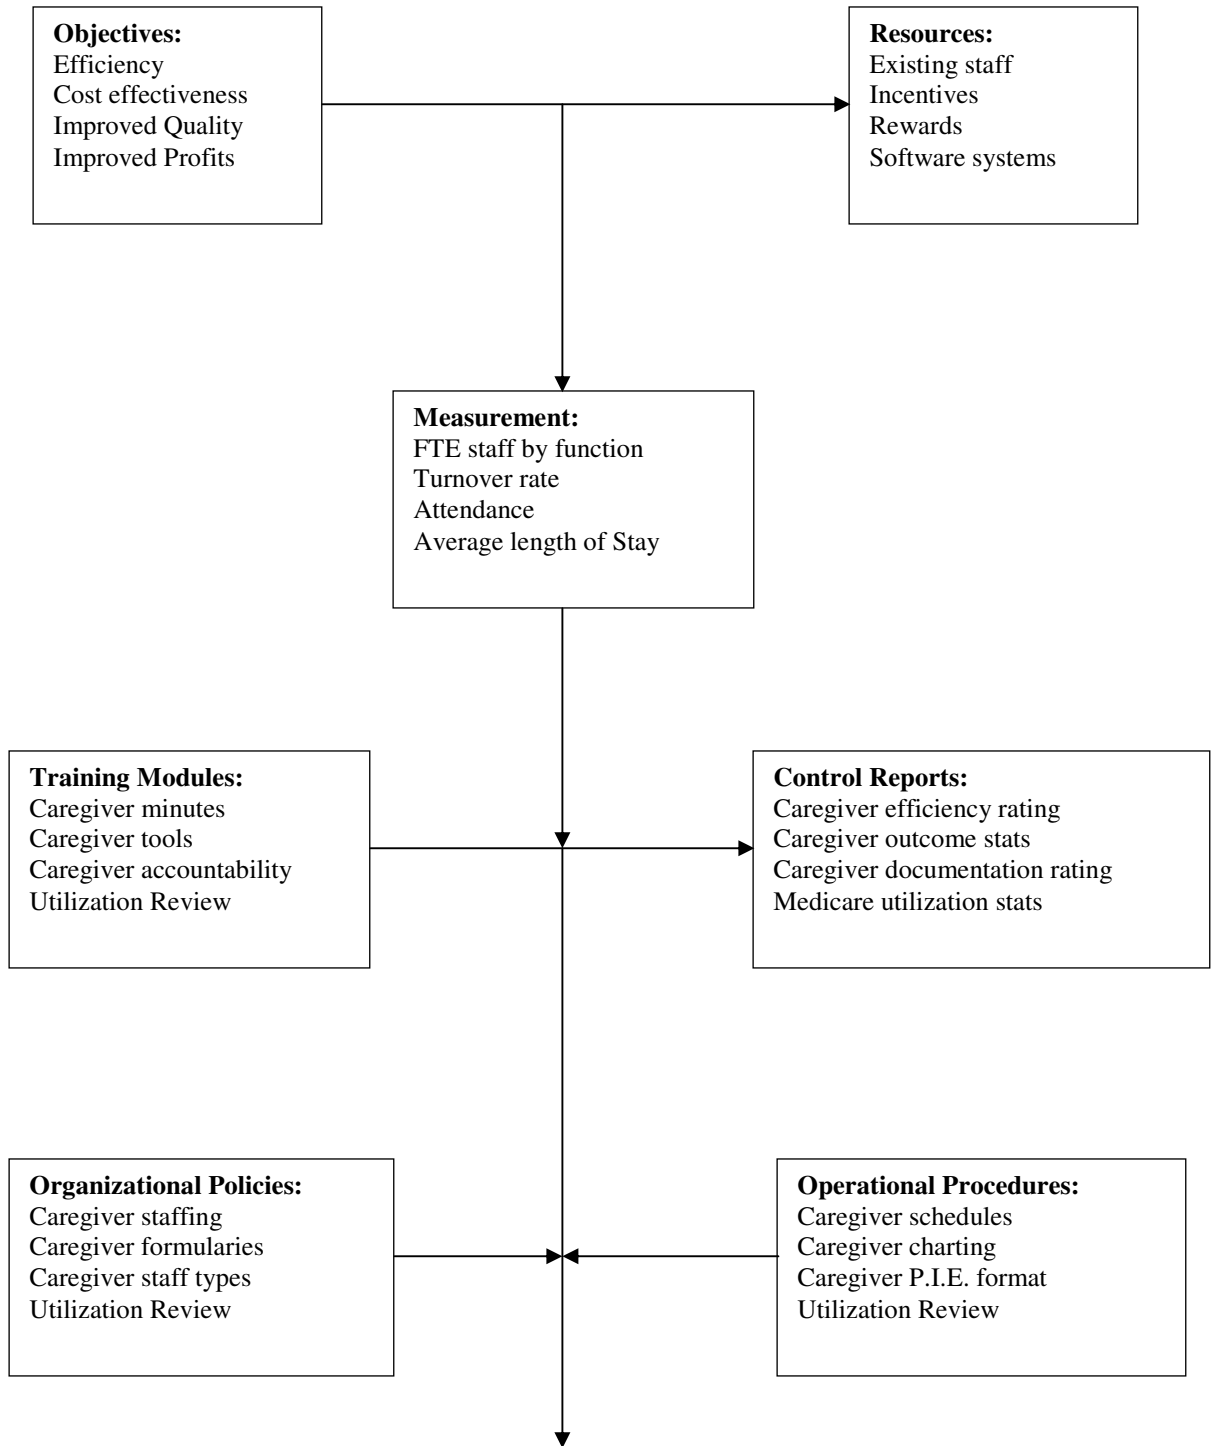 Objectives:
Efficiency
Cost effectiveness
Improved Quality
Improved Profits
Resources:
Existing staff
Incentives
Rewards
Software systems
Measurement:
FTE staff by function
Turnover rate
Attendance
Average length of Stay
Training Modules:
Caregiver minutes
Caregiver tools
Caregiver accountability
Utilization Review
Control Reports:
Caregiver efficiency rating
Caregiver outcome stats
Caregiver documentation rating
Medicare utilization stats
Organizational Policies:
Caregiver staffing
Caregiver formularies
Caregiver staff types
Utilization Review
Operational Procedures:
Caregiver schedules
Caregiver charting
Caregiver P.I.E. format
Utilization Review